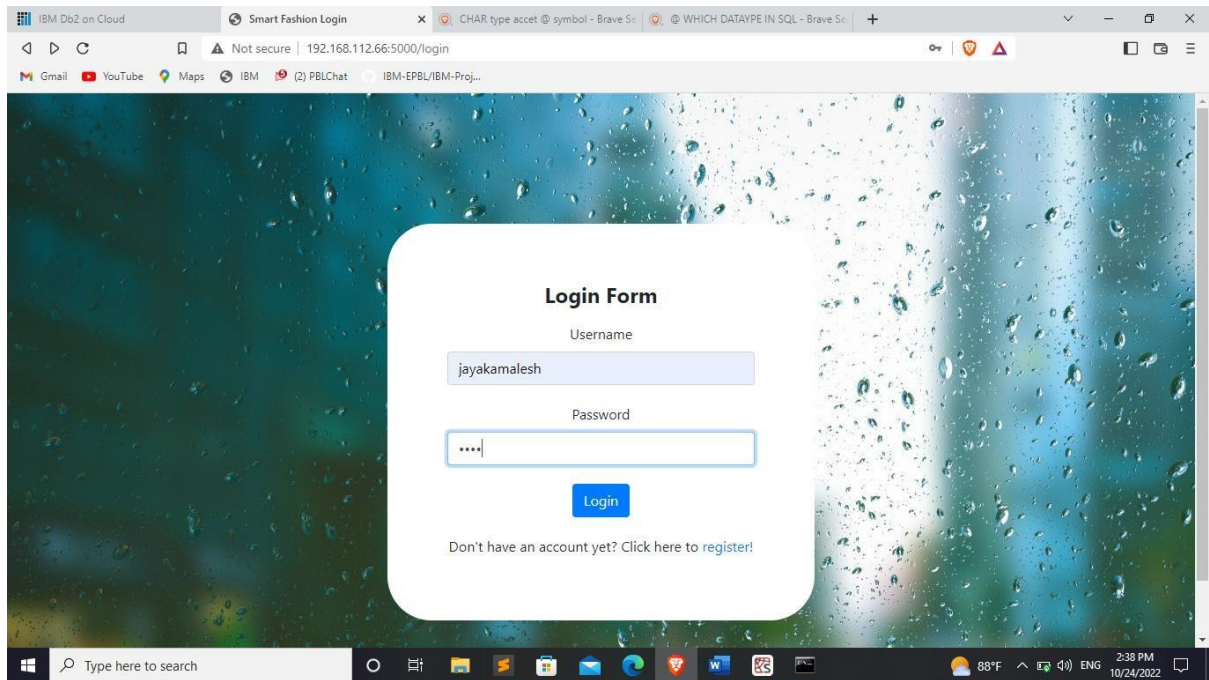 IBM Db2 on Cloud
Smart Fashion Login
CHAR type accet @ symbol - Brave Se
@ WHICH DATAYPE IN SQL - Brave Se
Not secure | 192.168.112.66:5000/login
Gmail YouTube Maps IBM (2) PBLChat IBM-EPBL/IBM-Proj...
Login Form
Username
jayakamalesh
Password
••••
Login
Don't have an account yet? Click here to register!
Type here to search
88°F ENG 2:38 PM
10/24/2022